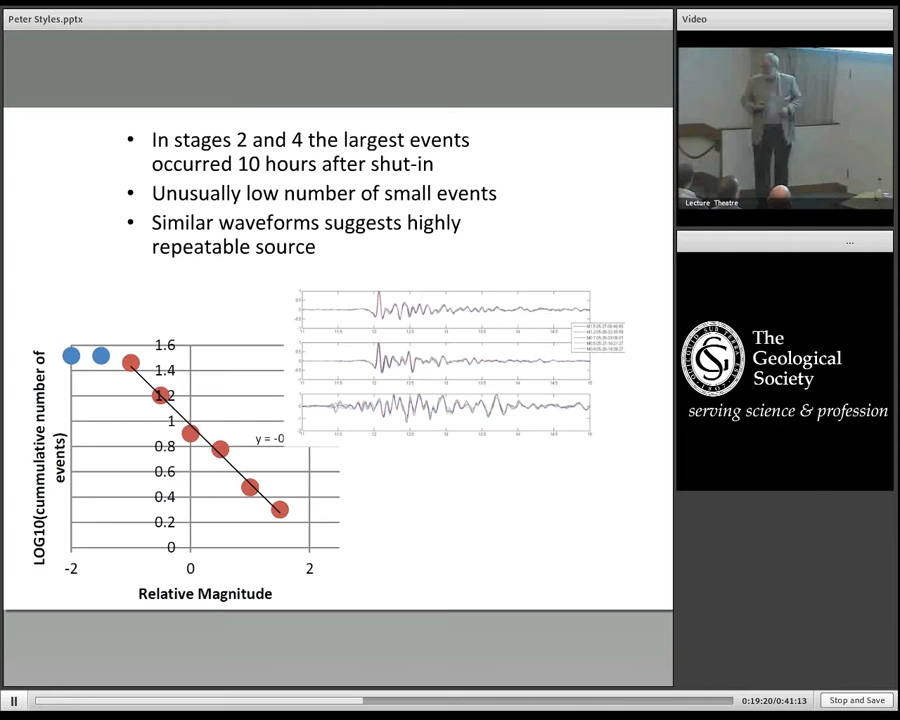 Peter Styles.pptx
Video
• In stages 2 and 4 the largest events
occurred 10 hours after shut-in
• Unusually low number of small events
• Similar waveforms suggests highly
repeatable source
Lecture Theatre
...
The
Geological
Society
serving science & profession
LOG10(cummulative number of
events)
1.6
1.4
1.2
1
0.8
0.6
0.4
0.2
0
y = -0
-2
0
2
Relative Magnitude
0:19:20/0:41:13
Stop and Save